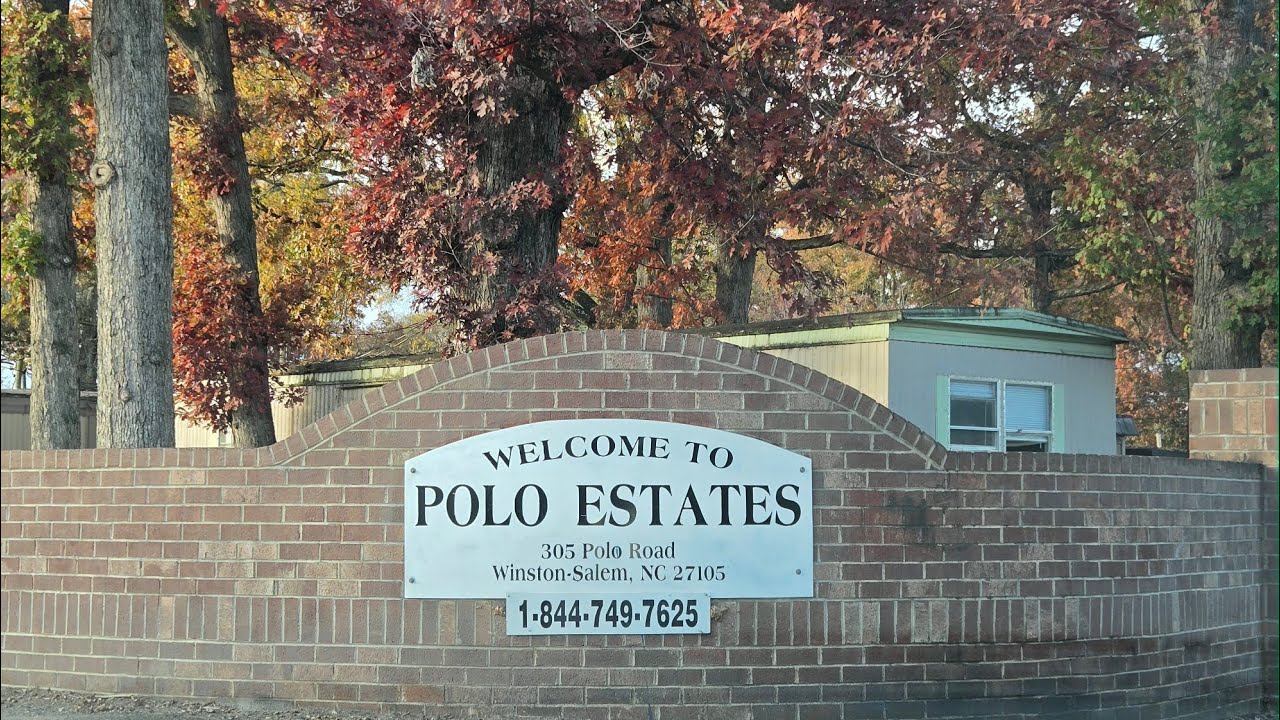 WELCOME TO
POLO ESTATES
305 Polo Road
Winston-Salem, NC 27105
1-844-749-7625